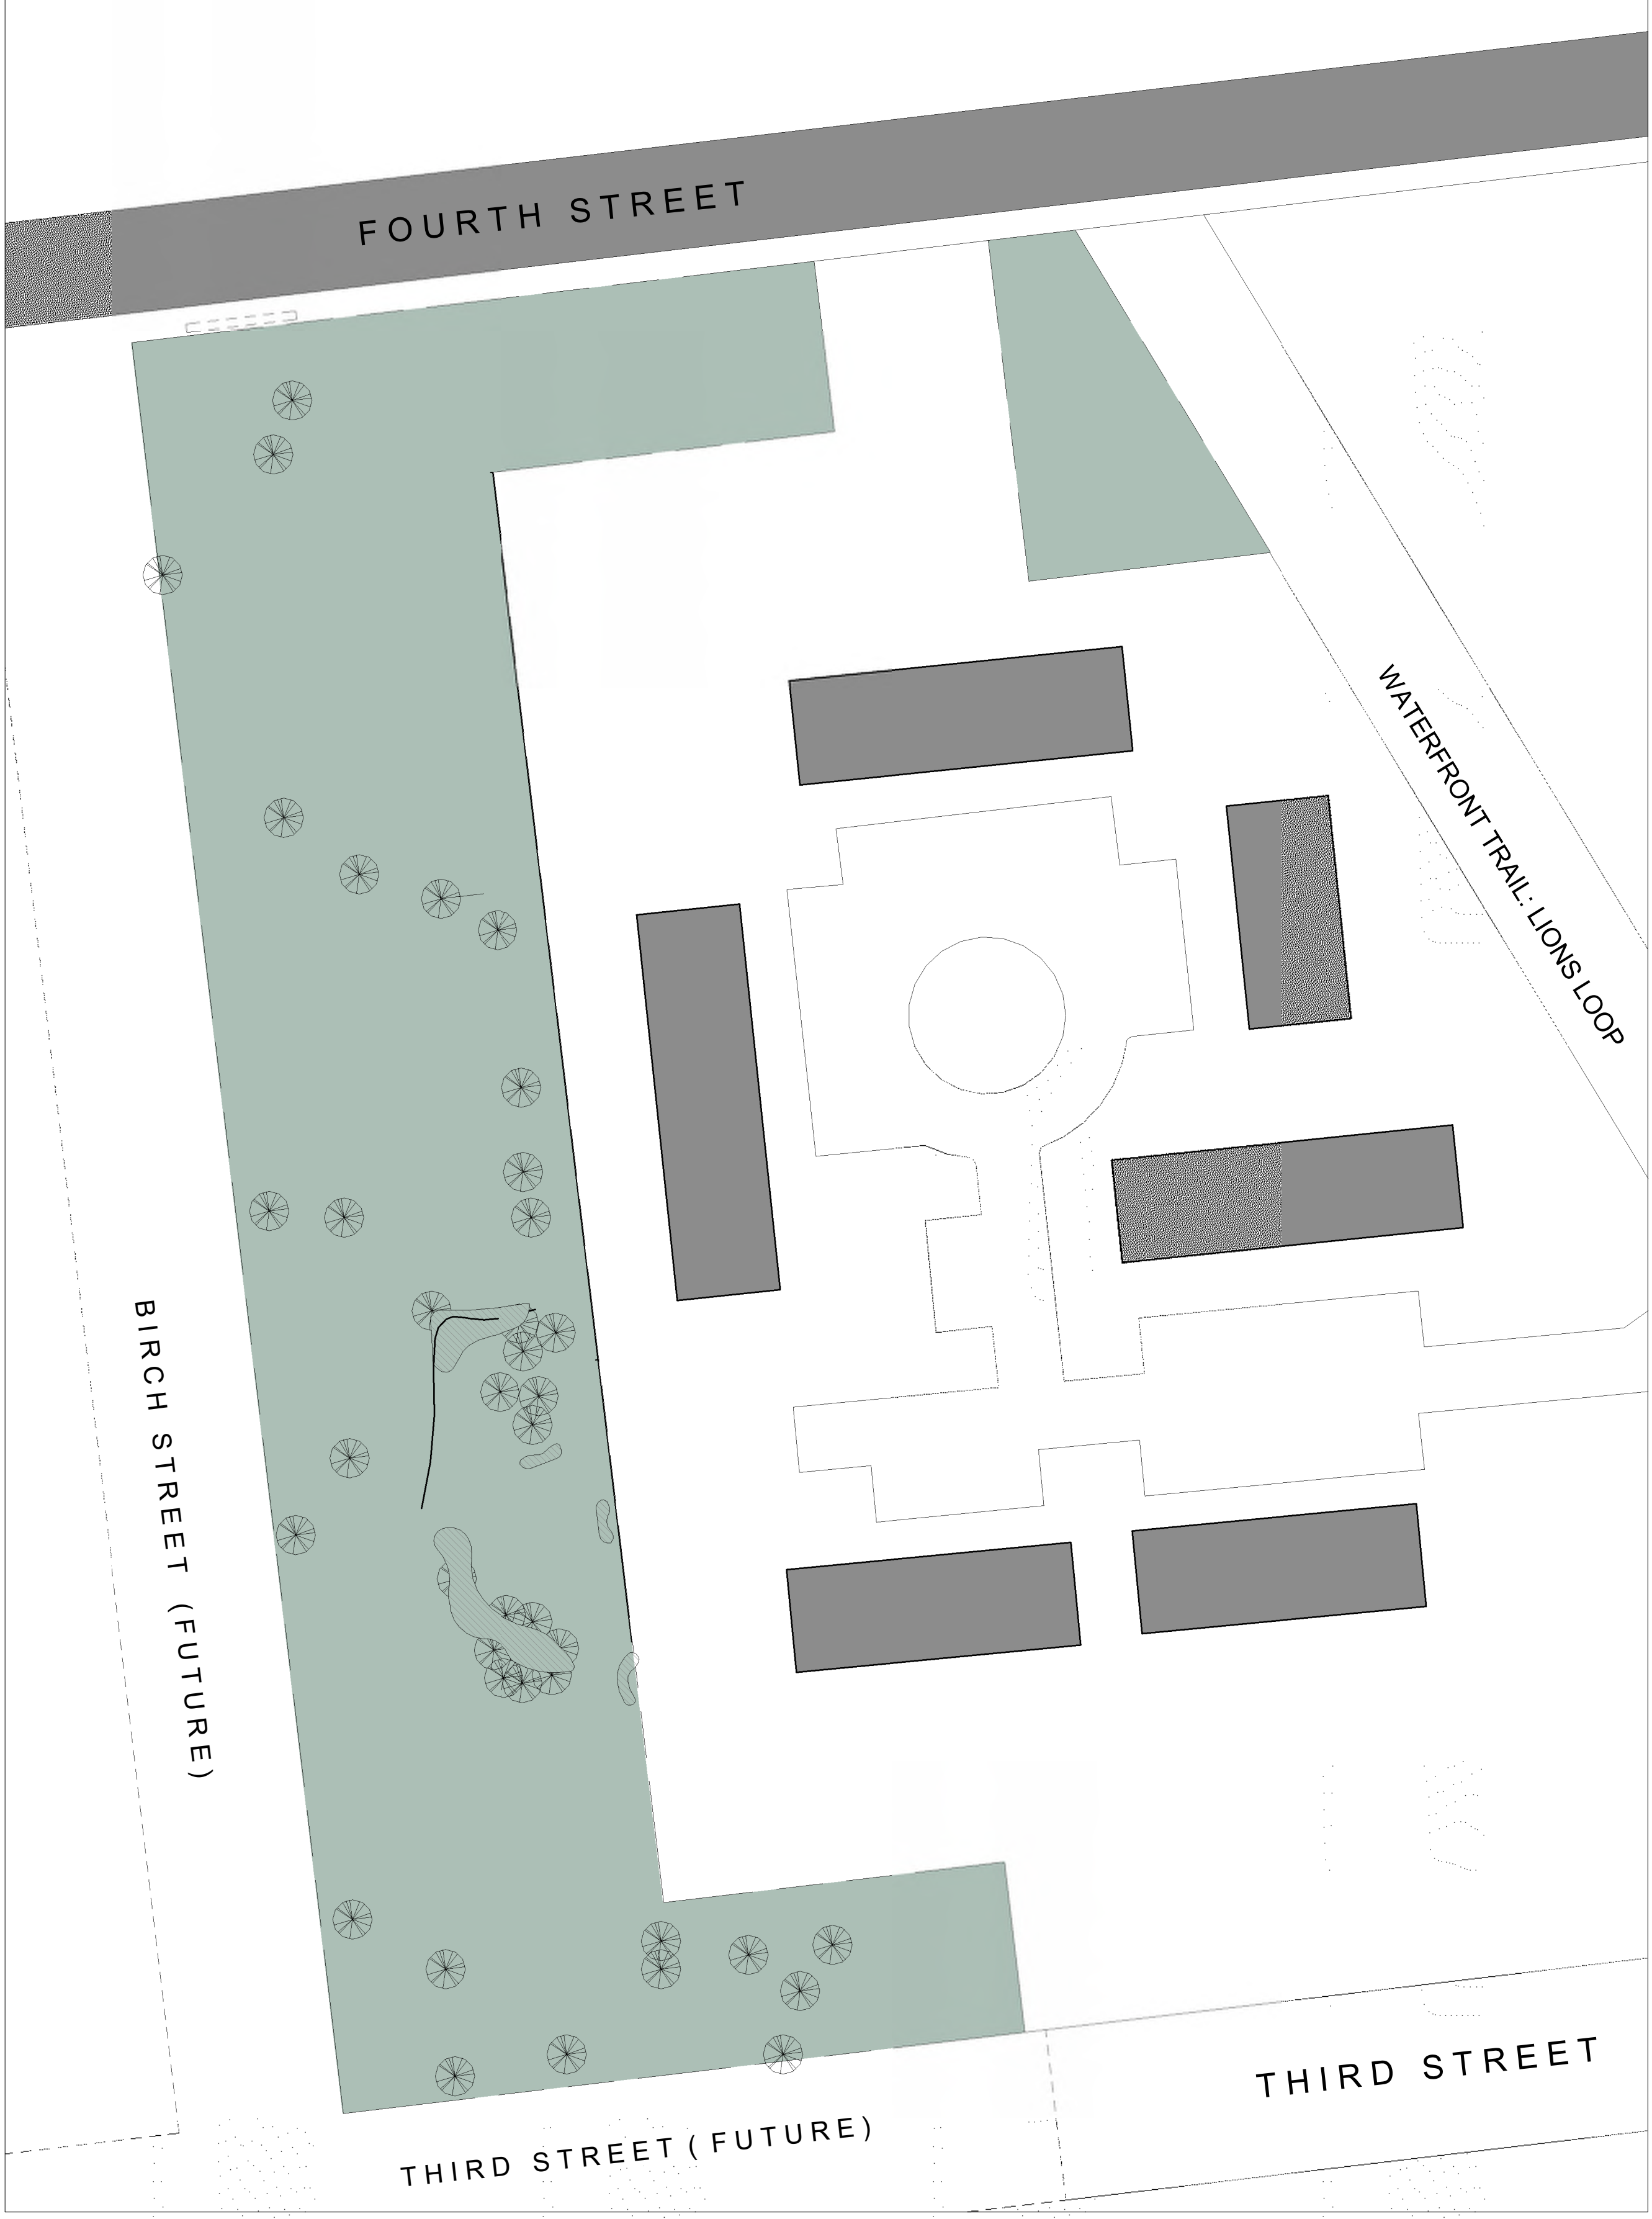 FOURTH STREET
WATERFRONT TRAIL: LIONS LOOP
BIRCH STREET (FUTURE)
THIRD STREET
THIRD STREET ( FUTURE)